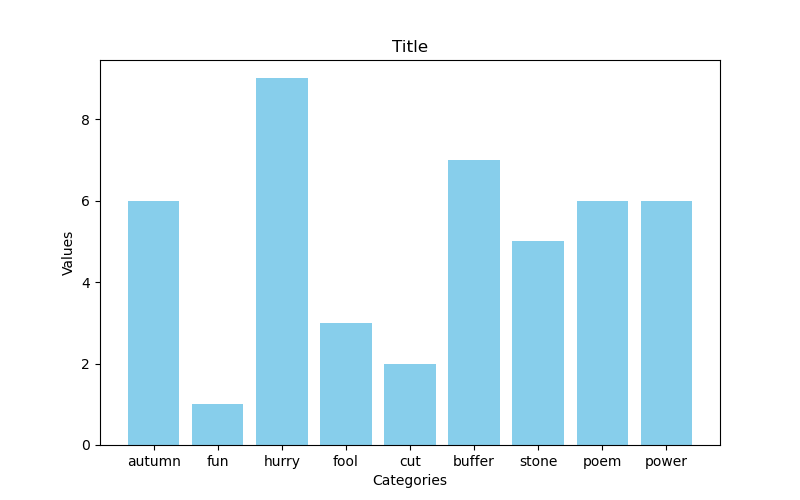 Title
Values
8
6
4
2
0
autumn fun hurry fool cut buffer stone poem power
Categories